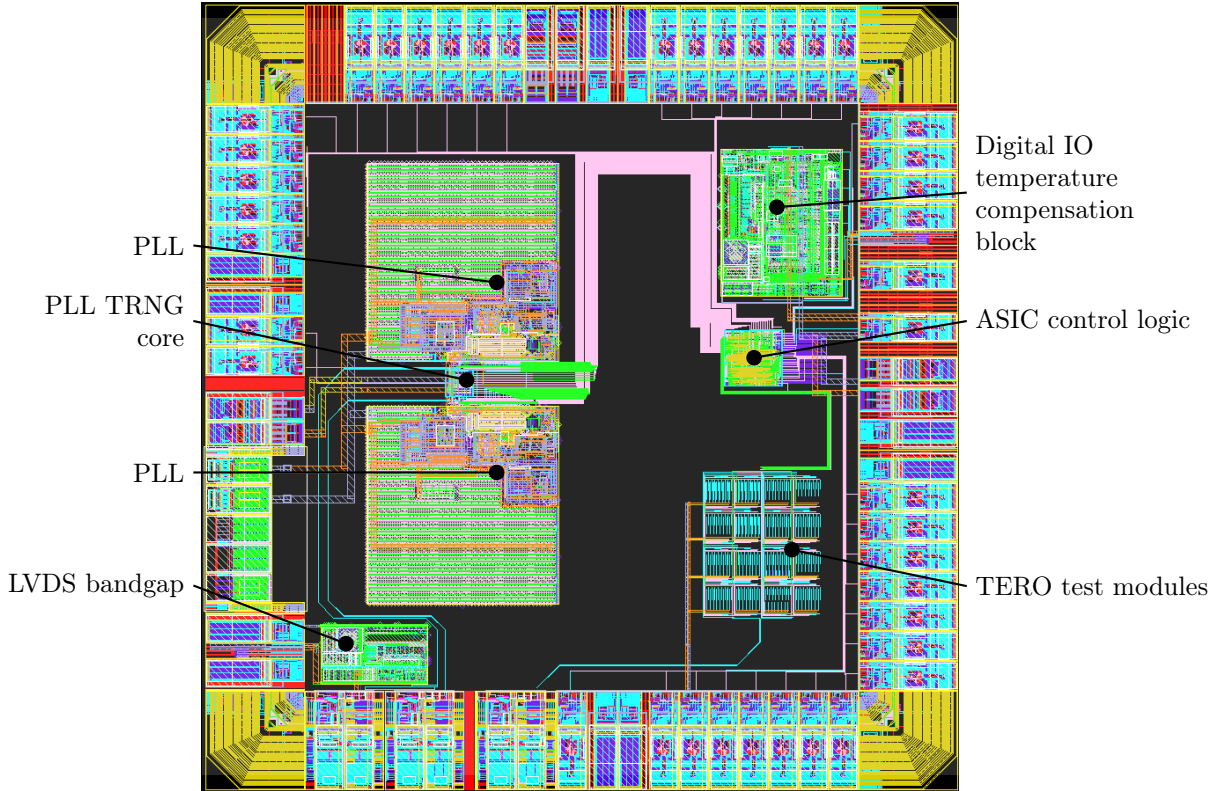 PLL
PLL TRNG
core
PLL
LVDS bandgap
Digital IO
temperature
compensation
block
ASIC control logic
TERO test modules